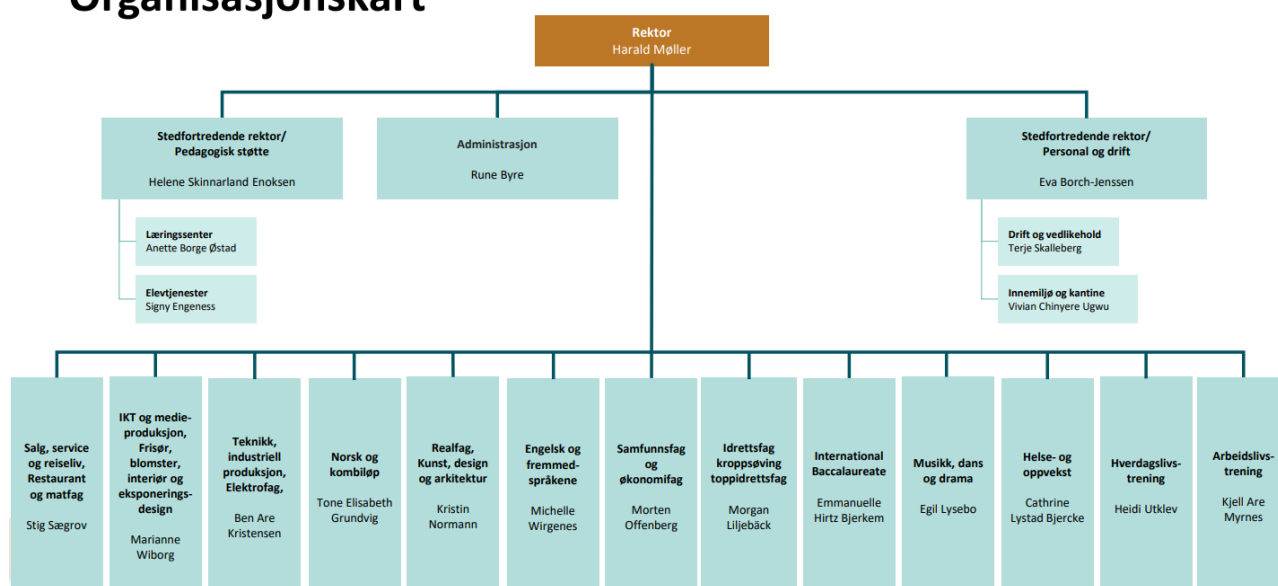 Organisasjonskart
Rektor
Harald Møller
Stedfortredende rektor/
Pedagogisk støtte
Helene Skinnarland Enoksen
Administrasjon
Rune Byre
Stedfortredende rektor/
Personal og drift
Eva Borch-Jenssen
Læringssenter
Anette Borge Østad
Elevtjenester
Signy Engeness
Drift og vedlikehold
Terje Skalleberg
Innemiljø og kantine
Vivian Chinyere Ugwu
Salg, service
og reiseliv,
Restaurant
og matfag
Stig Sægrov
IKT og medie-
produksjon,
Frisør,
blomster,
interiør og
eksponerings-
design
Marianne
Wiborg
Teknikk,
industriell
produksjon,
Elektrofag,
Ben Are
Kristensen
Norsk og
kombiløp
Tone Elisabeth
Grundvig
Realfag,
Kunst, design
og arkitektur
Kristin
Normann
Engelsk og
fremmed-
språkene
Michelle
Wirgenes
Samfunnsfag
og
økonomifag
Morten
Offenberg
Idrettsfag
kroppsøving
toppidrettsfag
Morgan
Liljebäck
International
Baccalaureate
Emmanuelle
Hirtz Bjerkem
Musikk, dans
og drama
Egil Lysebo
Helse- og
oppvekst
Cathrine
Lystad Bjercke
Hverdagslivs-
trening
Heidi Utklev
Arbeidslivs-
trening
Kjell Are
Myrnes